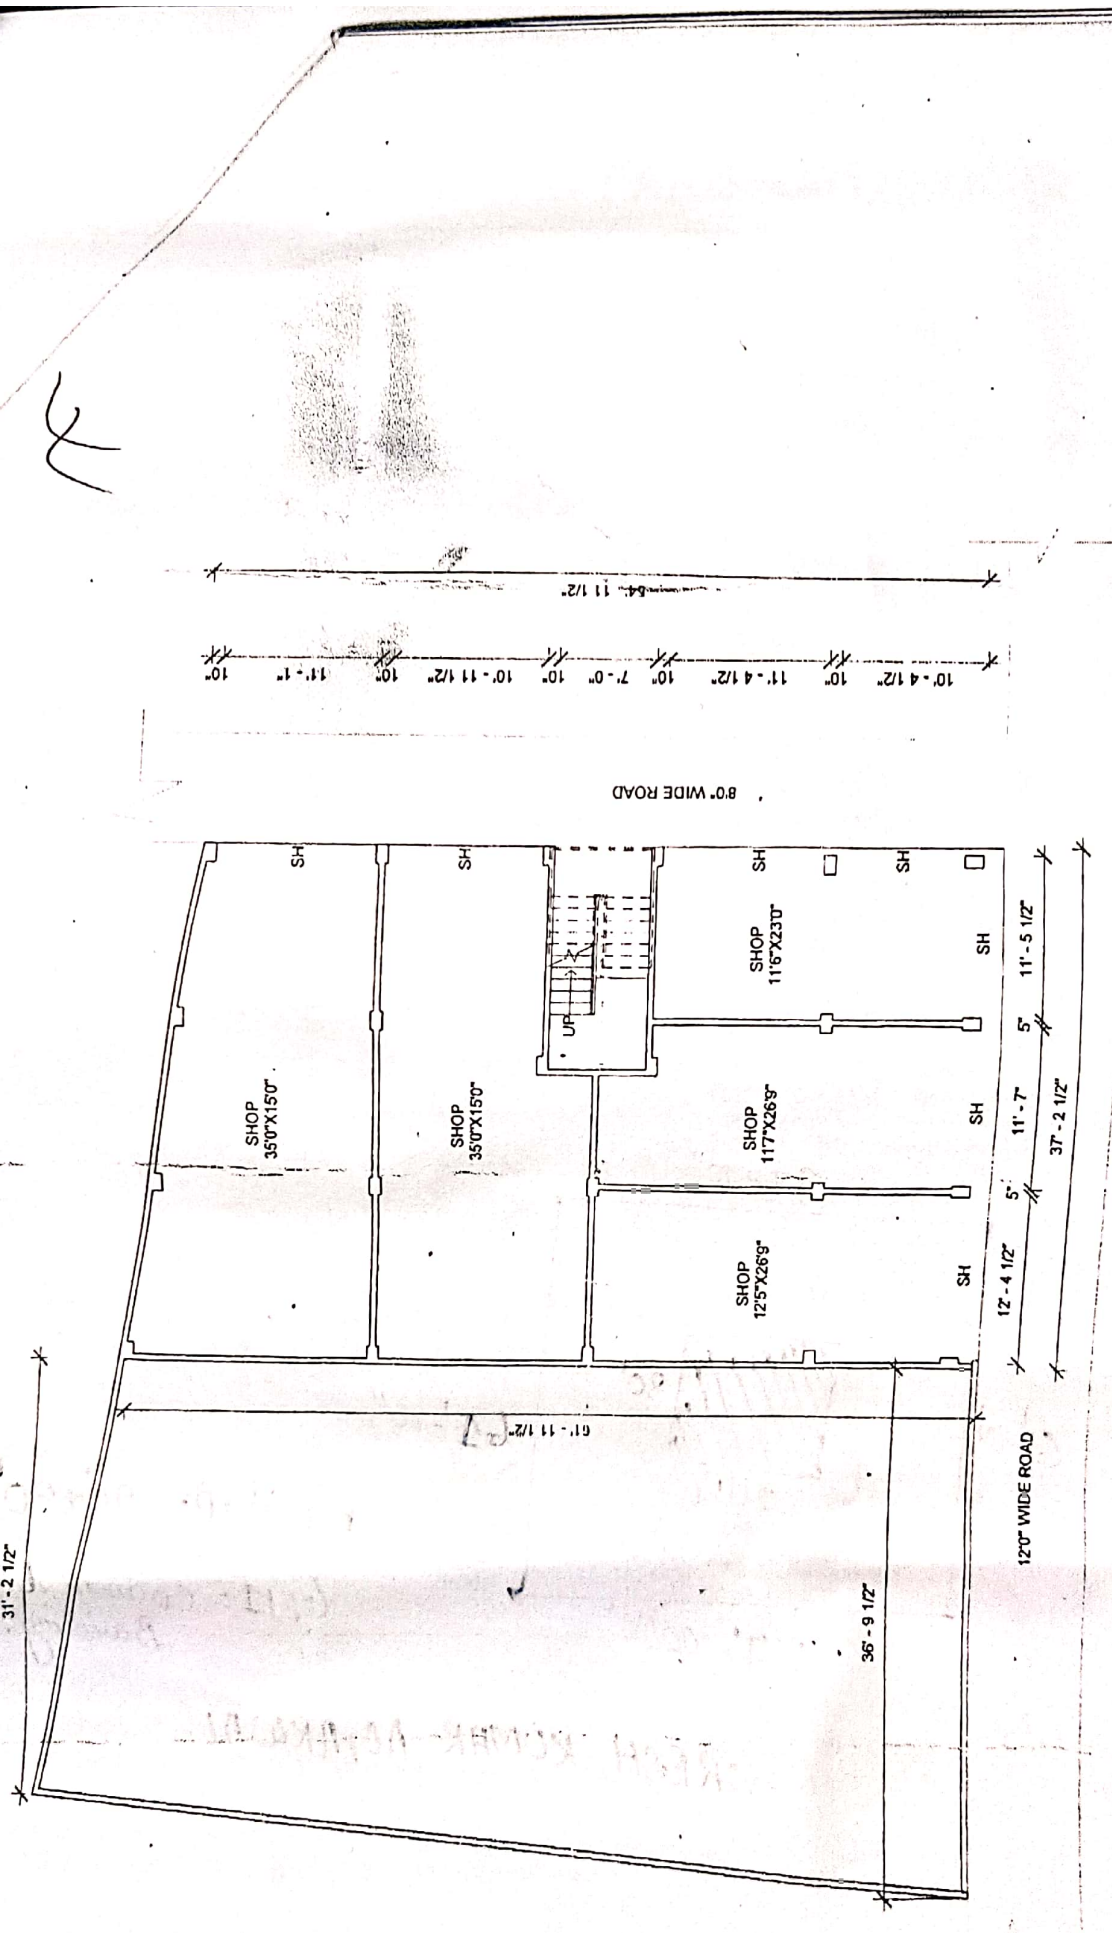 54' - 11 1/2"
10"
11' - 1"
10"
10' - 11 1/2"
10"
7' - 0"
10"
11' - 4 1/2"
10"
10' - 4 1/2"
8'0" WIDE ROAD
SH
SH
SH
SH
SHOP
11'6"X23'0"
SH
11' - 5 1/2"
UP
5"
SHOP
35'0"X15'0"
SHOP
35'0"X15'0"
SHOP
11'7"X26'9"
SH
11' - 7"
37' - 2 1/2"
5"
SHOP
12'5"X26'9"
SH
12' - 4 1/2"
61' - 11 1/2"
12'0" WIDE ROAD
31' - 2 1/2"
36' - 9 1/2"